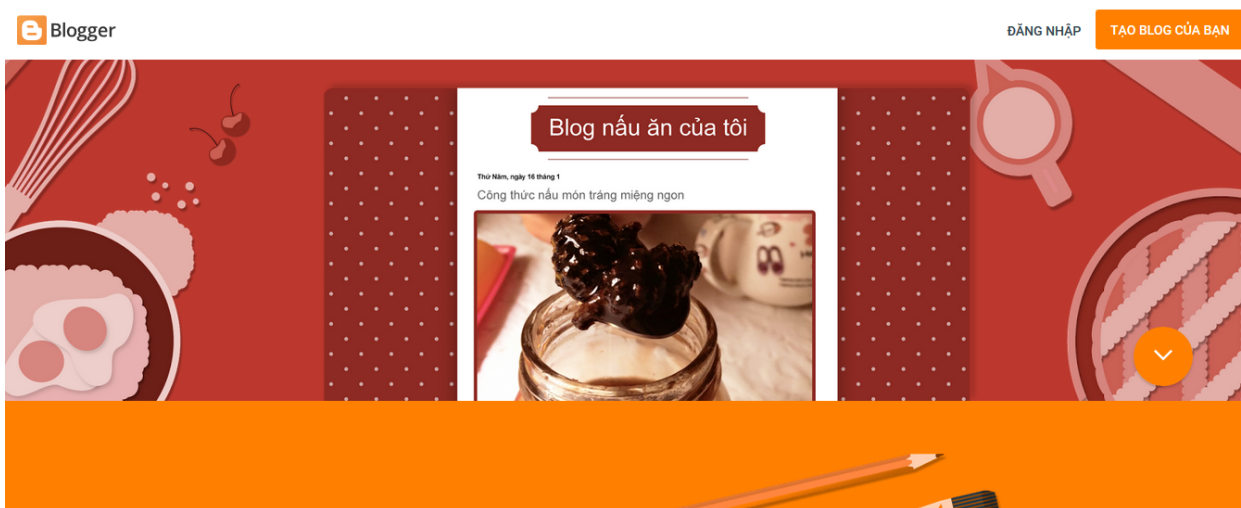 Blogger
ĐĂNG NHẬP
TẠO BLOG CỦA BẠN
Blog nấu ăn của tôi
Thứ Năm, ngày 16 tháng 1
Công thức nấu món tráng miệng ngon